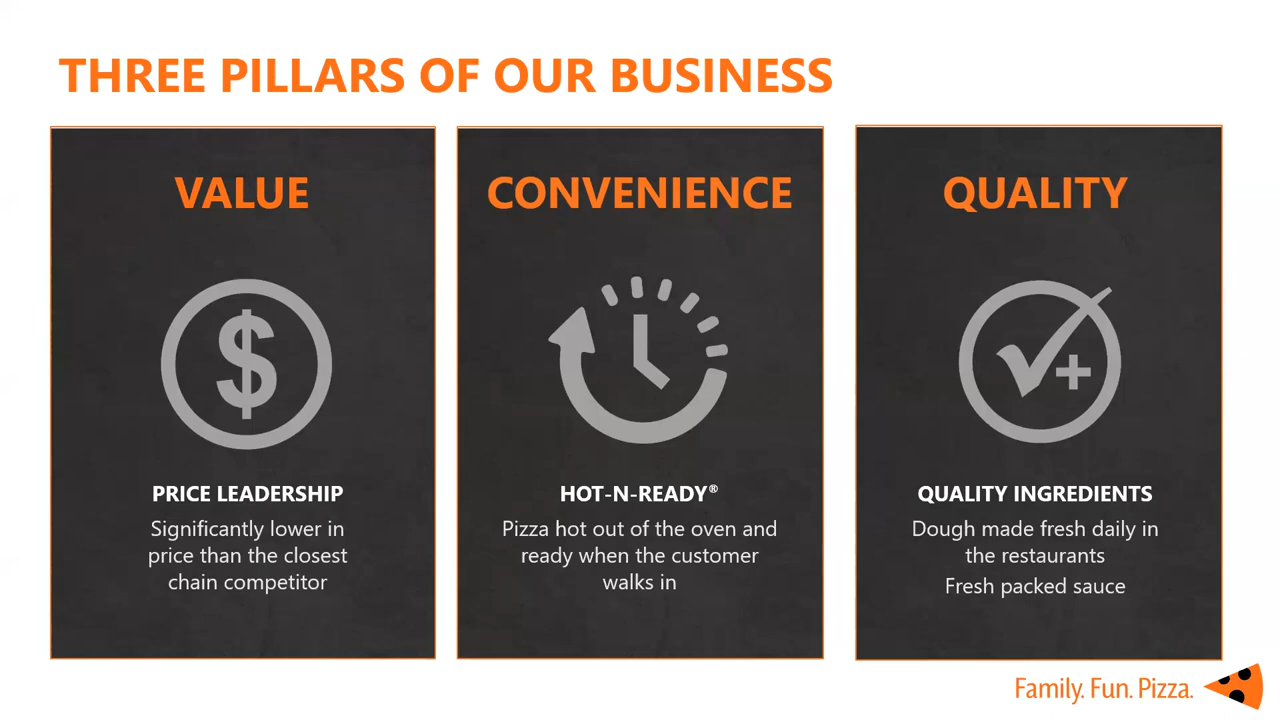 THREE PILLARS OF OUR BUSINESS
VALUE
$
PRICE LEADERSHIP
Significantly lower in
price than the closest
chain competitor
CONVENIENCE
HOT-N-READY®
Pizza hot out of the oven and
ready when the customer
walks in
QUALITY
+
QUALITY INGREDIENTS
Dough made fresh daily in
the restaurants
Fresh packed sauce
Family. Fun. Pizza.